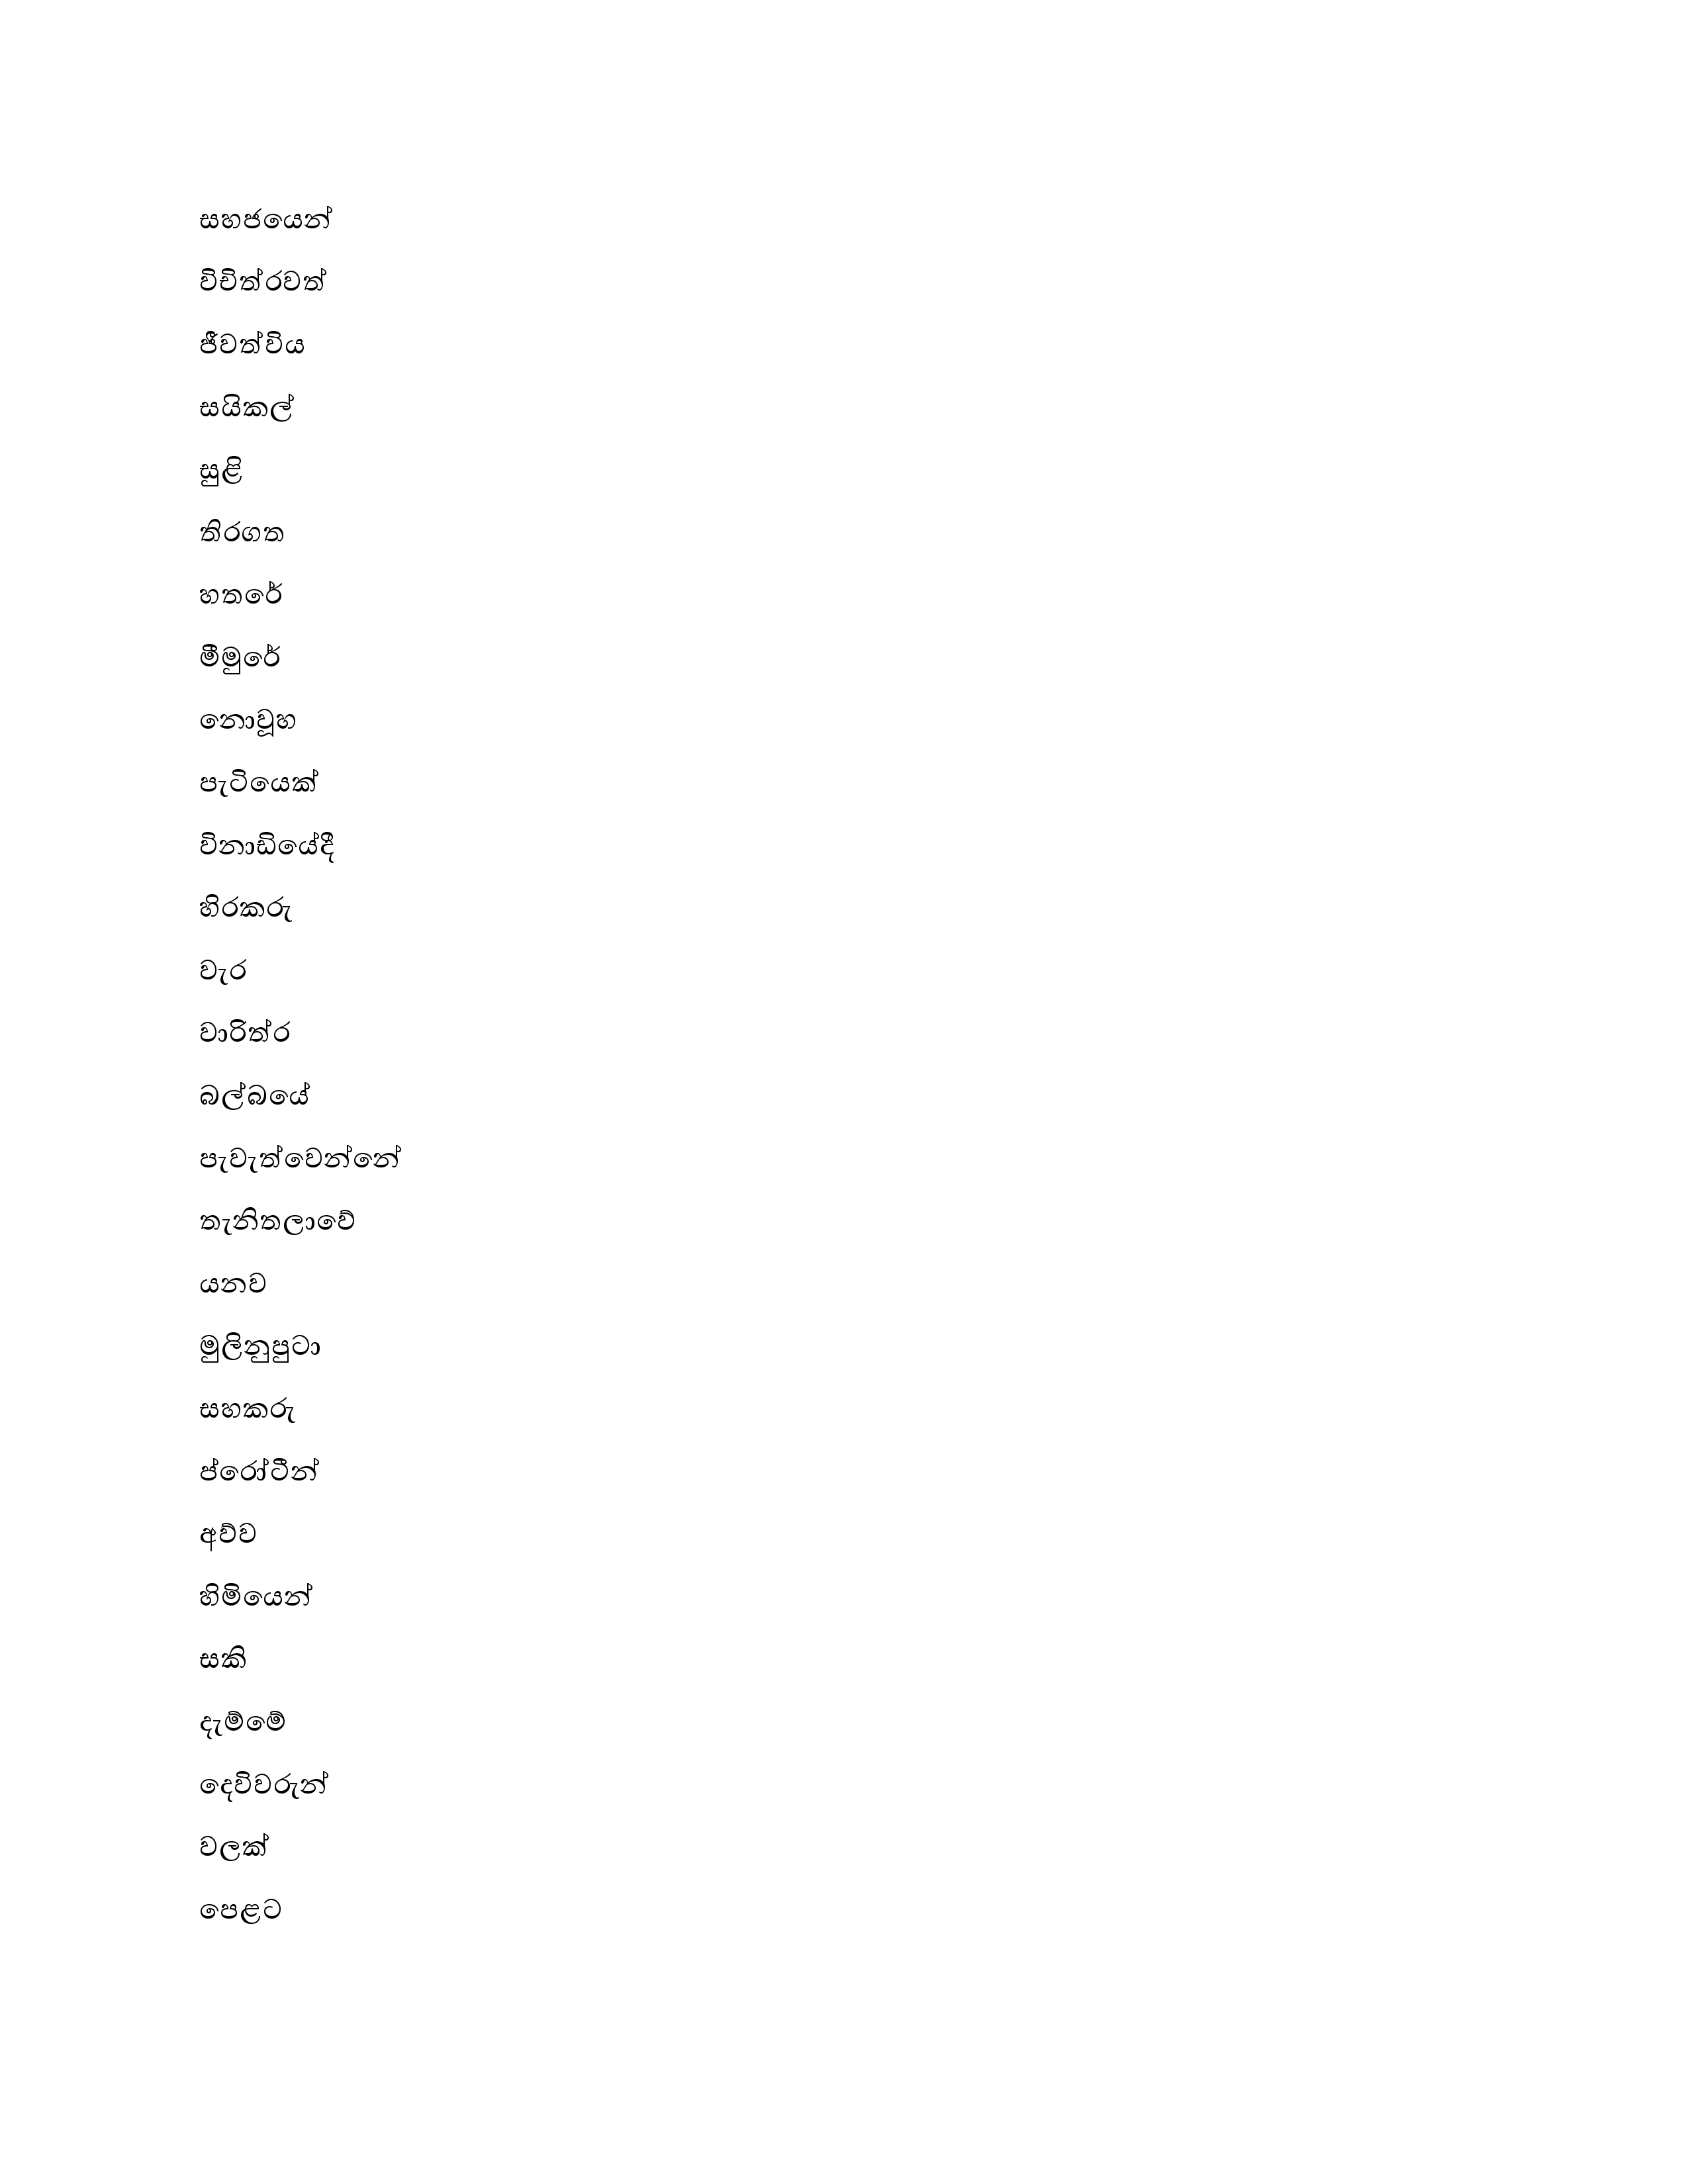 සහජයෙන්
විචිත්රවත්
ජීවත්විය
සයිකල්
සුළි
තිරගත
හතරේ
මීමුරේ
නොවූහ
පැටියෙක්
විනාඩියේදී
හිරකරු
වැර
චාරිත්ර
බල්බයේ
පැවැත්වෙන්නේ
තැනිතලාවේ
යනව
මුලිනුපුටා
සහකරු
ප්රෝටීන්
අව්ව
හිමියෙන්
සකි
දැම්මේ
දෙවිවරුන්
වලක්
පෙළට